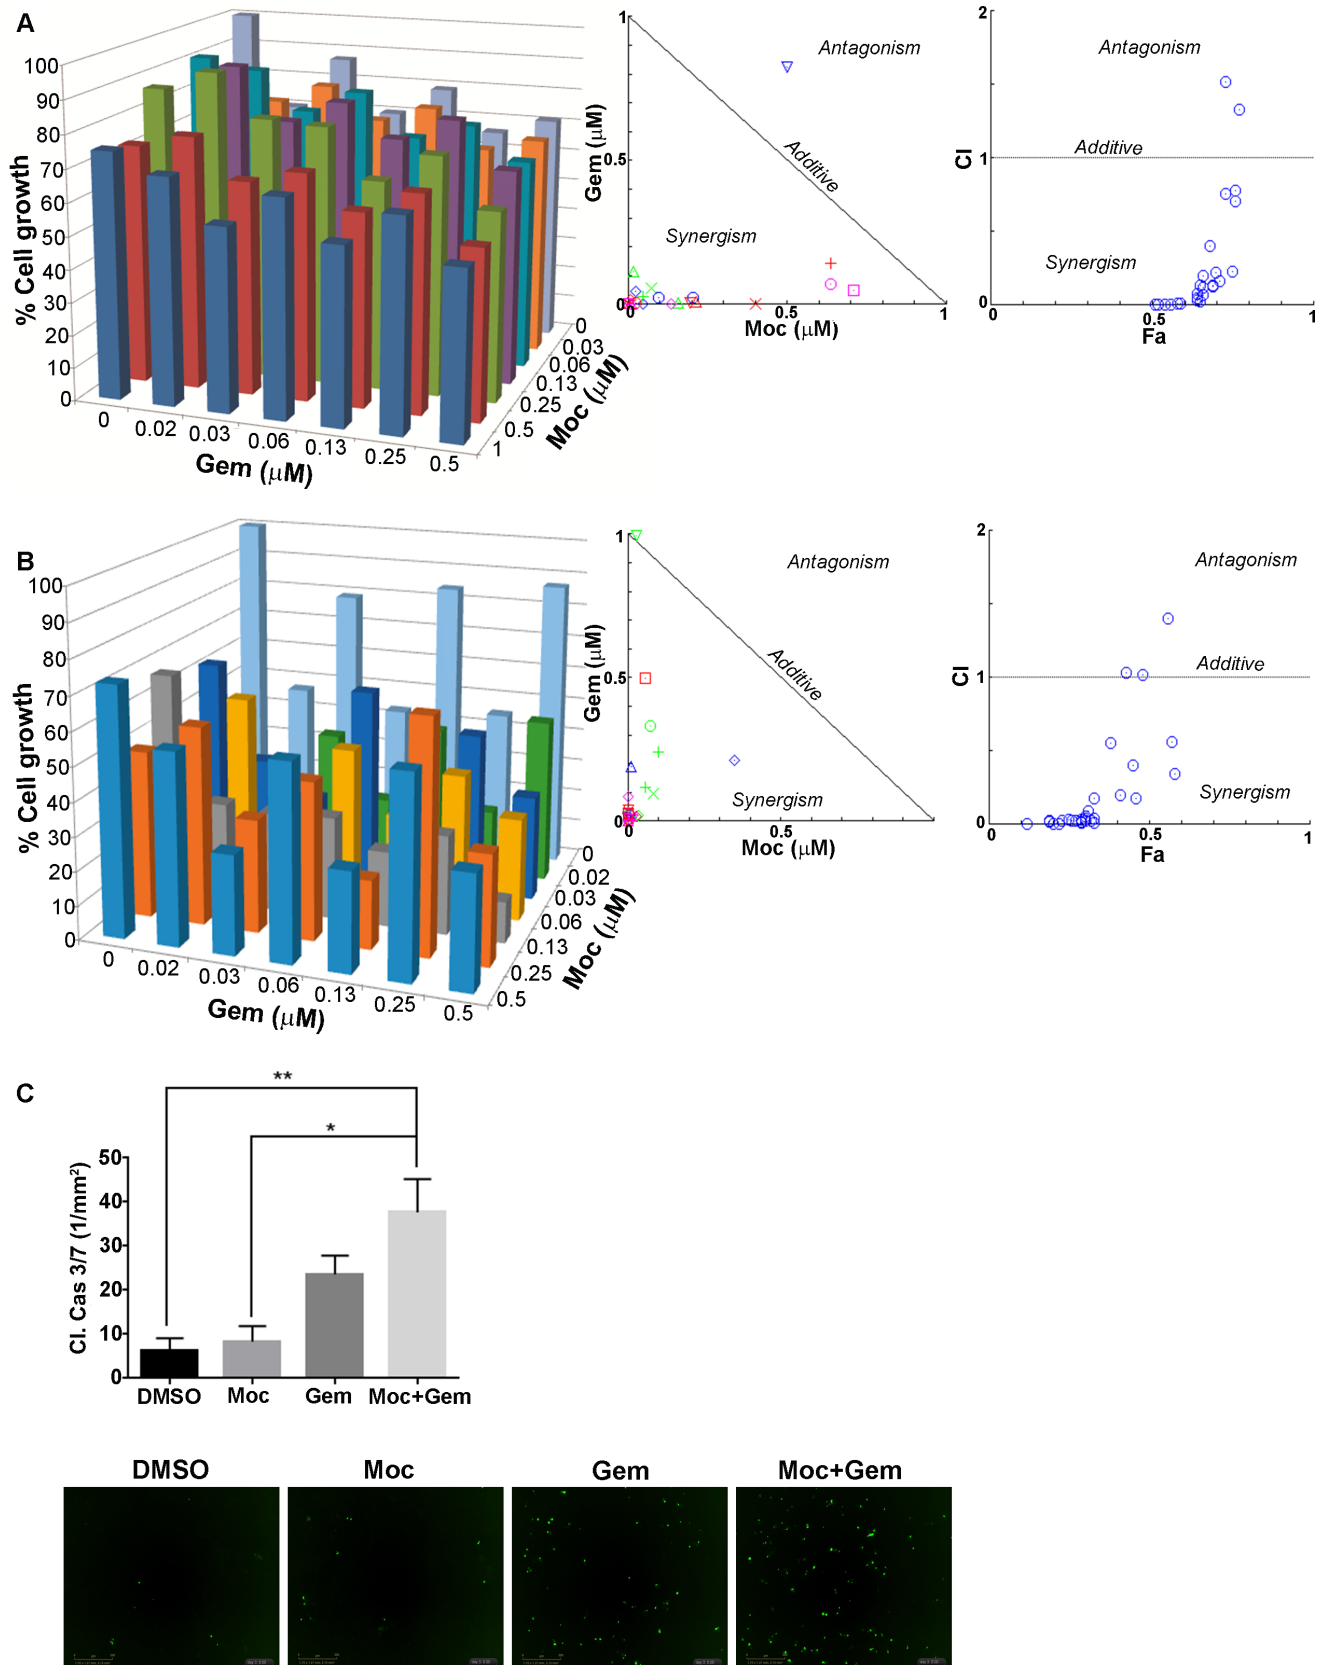 A
% Cell growth
100
90
80
70
60
50
40
30
20
10
0
0
0.02
0.03
0.06
0.13
0.25
0.5
Gem (μM)
0
0.03
0.06
0.13
0.25
0.5
1
Moc (μM)
1
Antagonism
Gem (μM)
0.5
Additive
Synergism
0
0
0.5
1
Moc (μM)
2
Antagonism
CI
1
Additive
Synergism
0
0
0.5
1
Fa
B
% Cell growth
100
90
80
70
60
50
40
30
20
10
0
0
0.02
0.03
0.06
0.13
0.25
0.5
Gem (μM)
0
0.02
0.03
0.06
0.13
0.25
0.5
Moc (μM)
1
Antagonism
Gem (μM)
0.5
Additive
Synergism
0
0
0.5
1
Moc (μM)
2
Antagonism
CI
1
Additive
Synergism
0
0
0.5
1
Fa
C
**
*
Cl. Cas 3/7 (1/mm²)
50
40
30
20
10
0
DMSO Moc Gem Moc+Gem
DMSO Moc Gem Moc+Gem